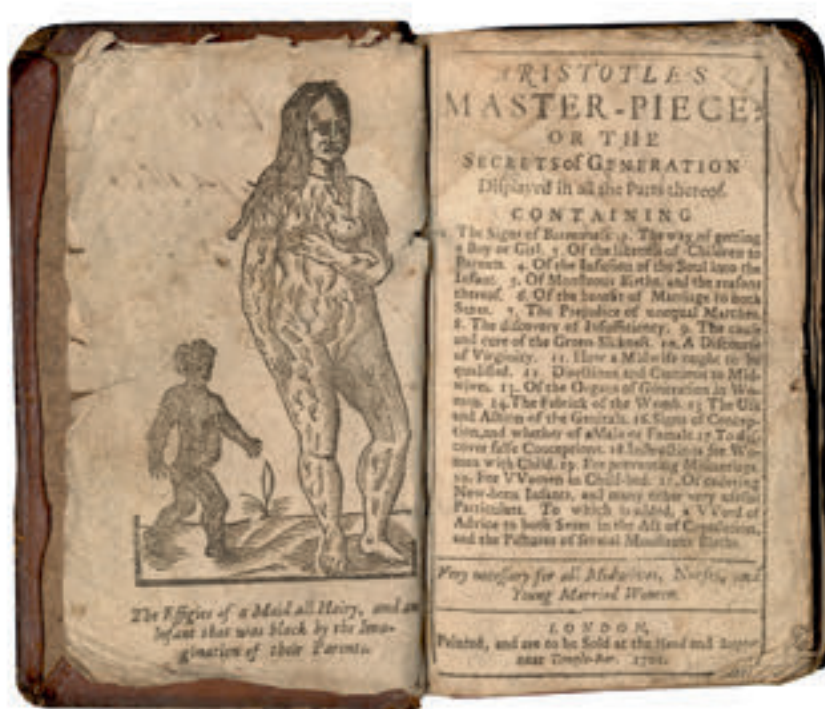 The Effigies of a Maid all Hairy, and an
Infant that was black by the Ima-
gination of their Parents.
ARISTOTLES
MASTER-PIECE:
OR THE
SECRETS of GENERATION
Displayed in all the Parts thereof.
CONTAINING
The Signs of Barrenness. 2. The way of getting
a Boy or Girl. 3. Of the likeness of Children to
Parents. 4. Of the Infusion of the Soul into the
Infant. 5. Of Monstrous Births, and the reasons
thereof. 6. Of the benefit of Marriage to both
Sexes. 7. The Prejudice of unequal Matches.
8. The discovery of Insufficiency. 9. The cause
and cure of the Green Sickness. 10. A Discourse
of Virginity. 11. How a Midwife ought to be
qualified. 12. Directions and Cautions to Mid-
wives. 13. Of the Organs of Generation in Wo-
men. 14. The Fabrick of the Womb. 15 The Use
and Action of the Genitals. 16. Signs of Concep-
tion, and whether of a Male or Female. 17. To dis-
cover false Conceptions. 18. Instructions for Wo-
men with Child. 19. For preventing Miscarriage.
20. For VVomen in Child-bed. 21. Of ordering
New-born Infants, and many other very useful
Particulars. To which is added, a VVord of
Advice to both Sexes in the Act of Copulation,
and the Pictures of several Monstrous Births.
Very necessary for all Midwives, Nurses, and
Young Married Women.
LONDON,
Printed, and are to be Sold at the Hand and
near Temple-Bar. 1702.